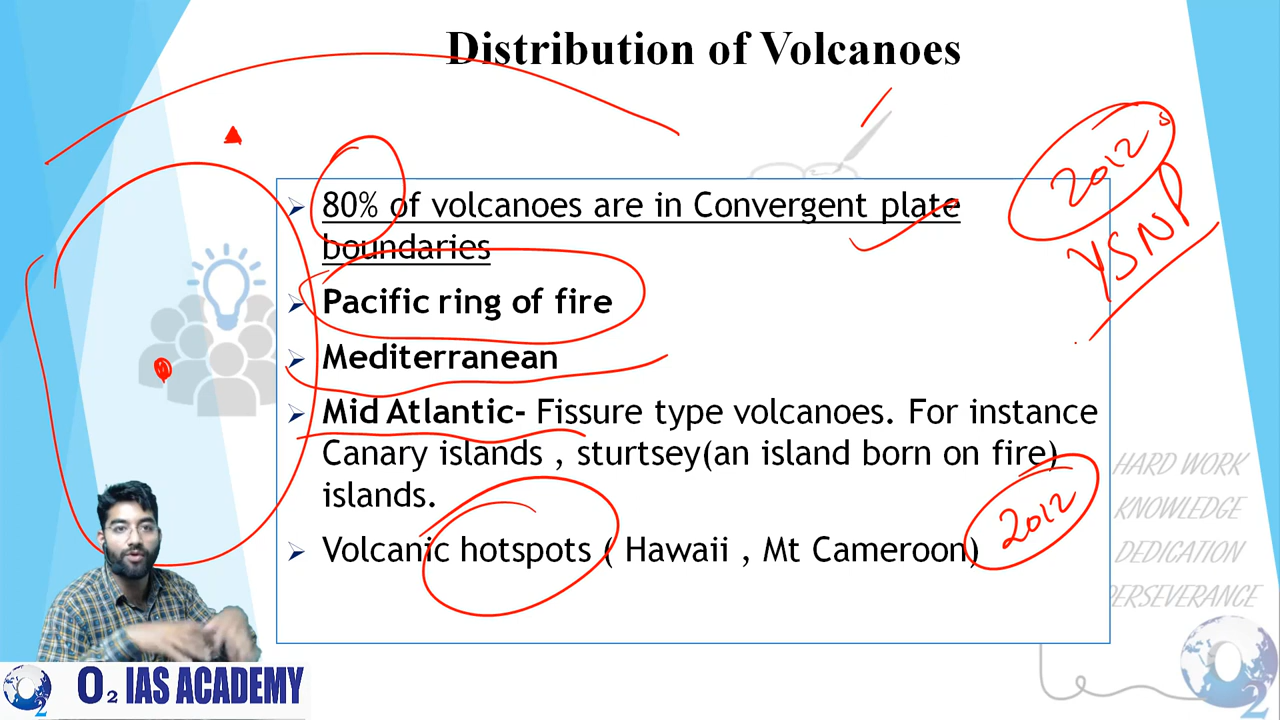 Distribution of Volcanoes
2012
YSNP
80% of volcanoes are in Convergent plate
boundaries
Pacific ring of fire
Mediterranean
Mid Atlantic- Fissure type volcanoes. For instance
Canary islands , sturtsey(an island born on fire)
islands.
HARD WORK
KNOWLEDGE
2012
Volcanic hotspots ( Hawaii , Mt Cameroon)
DEDICATION
PERSEVERANCE
O2 IAS ACADEMY
O2